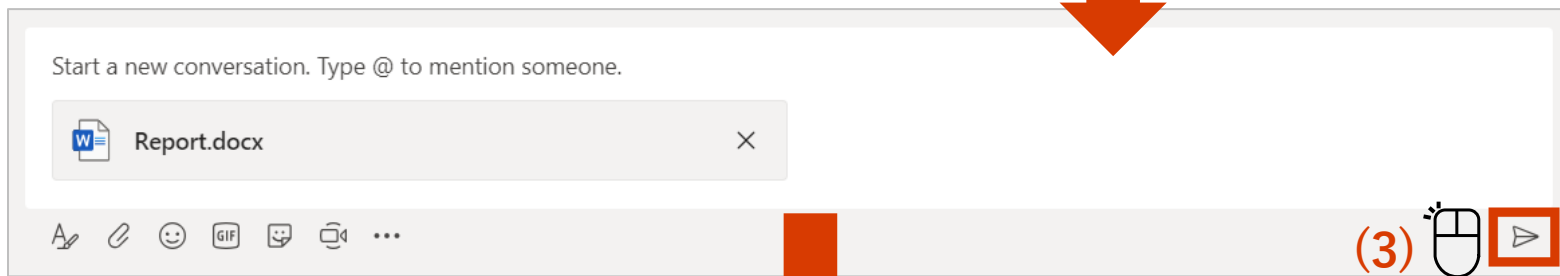 Start a new conversation. Type @ to mention someone.
W
Report.docx
GIF
(3)